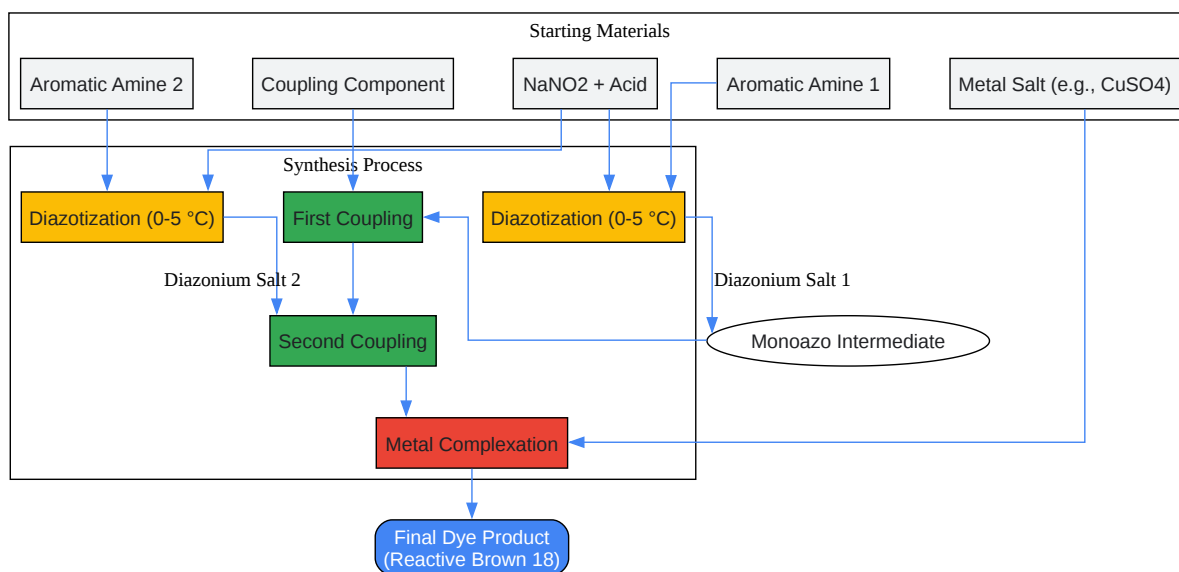 Starting Materials
Aromatic Amine 2
Coupling Component
NaNO2 + Acid
Aromatic Amine 1
Metal Salt (e.g., CuSO4)
Synthesis Process
Diazotization (0-5 °C)
First Coupling
Diazotization (0-5 °C)
Diazonium Salt 2
Diazonium Salt 1
Second Coupling
Monoazo Intermediate
Metal Complexation
Final Dye Product
(Reactive Brown 18)